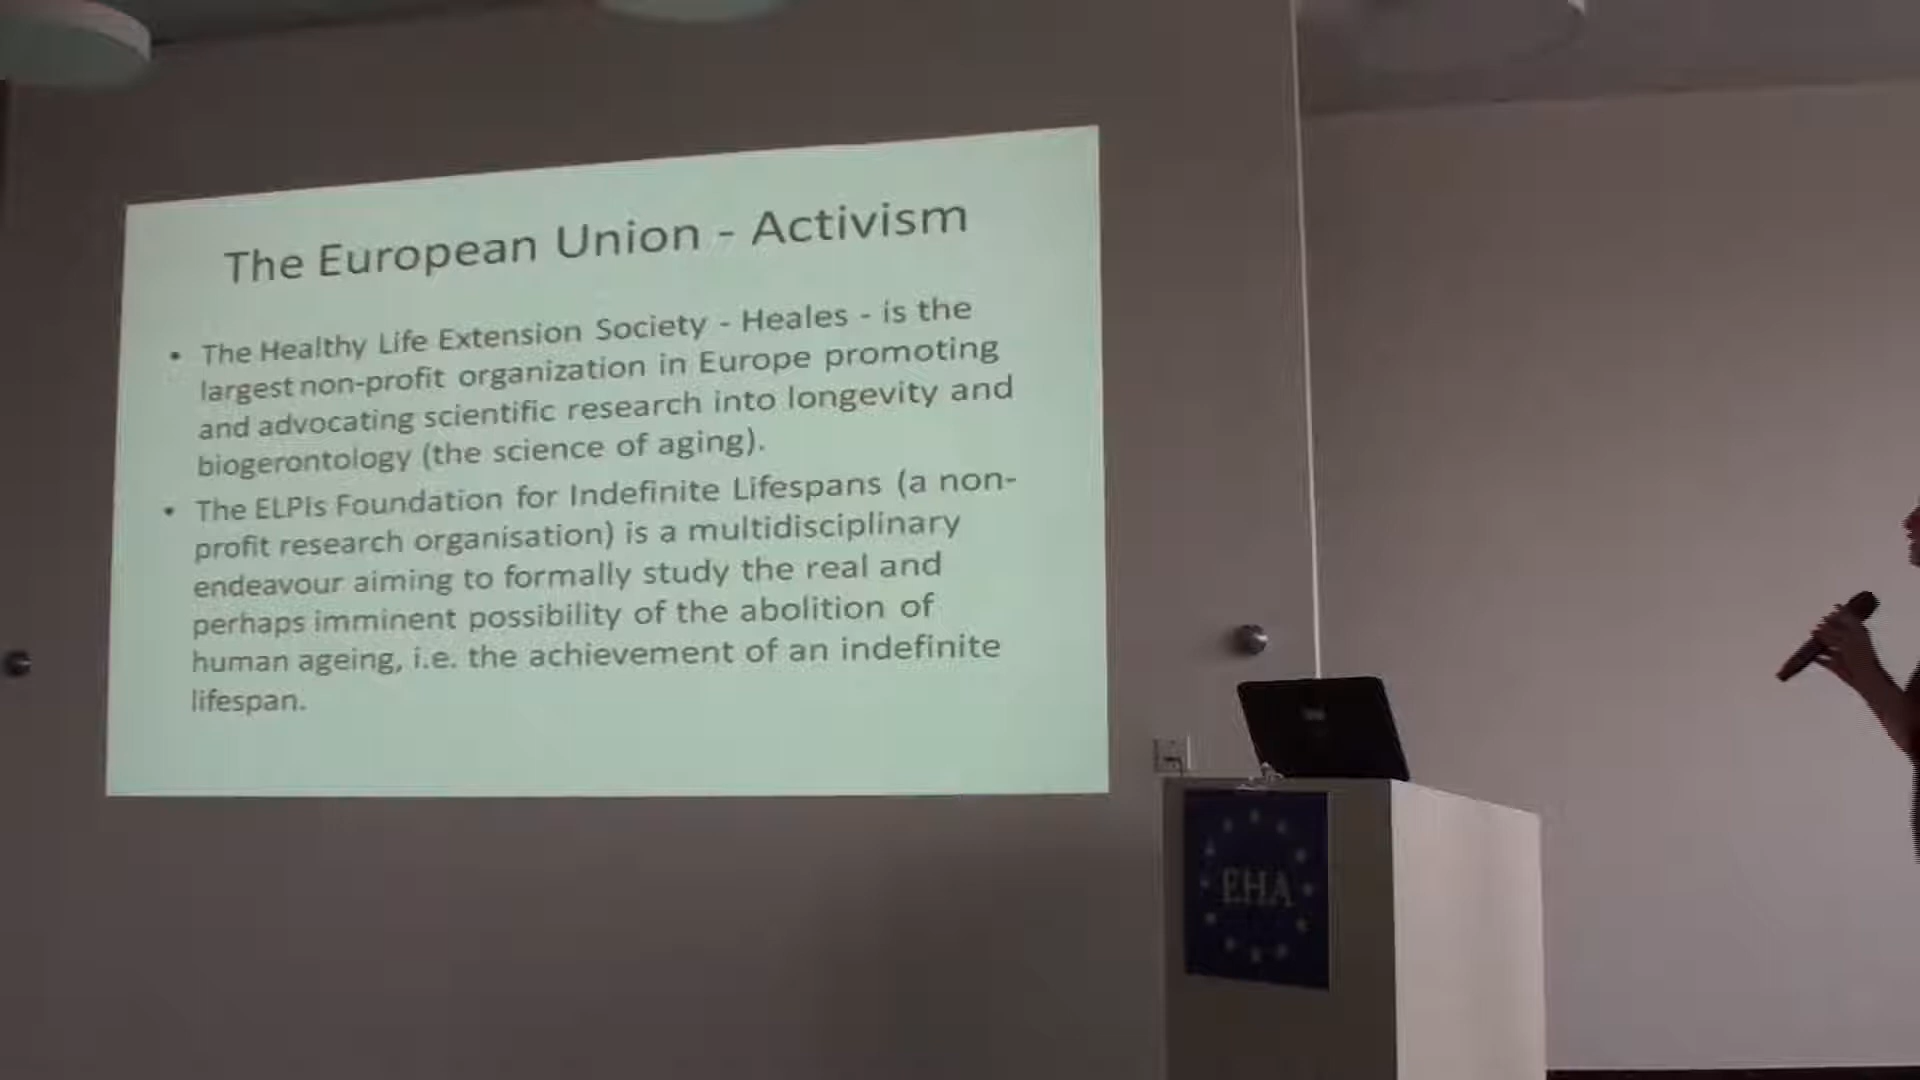 The European Union - Activism
• The Healthy Life Extension Society - Heales - is the
largest non-profit organization in Europe promoting
and advocating scientific research into longevity and
biogerontology (the science of aging).
• The ELPIs Foundation for Indefinite Lifespans (a non-
profit research organisation) is a multidisciplinary
endeavour aiming to formally study the real and
perhaps imminent possibility of the abolition of
human ageing, i.e. the achievement of an indefinite
lifespan.
EHA